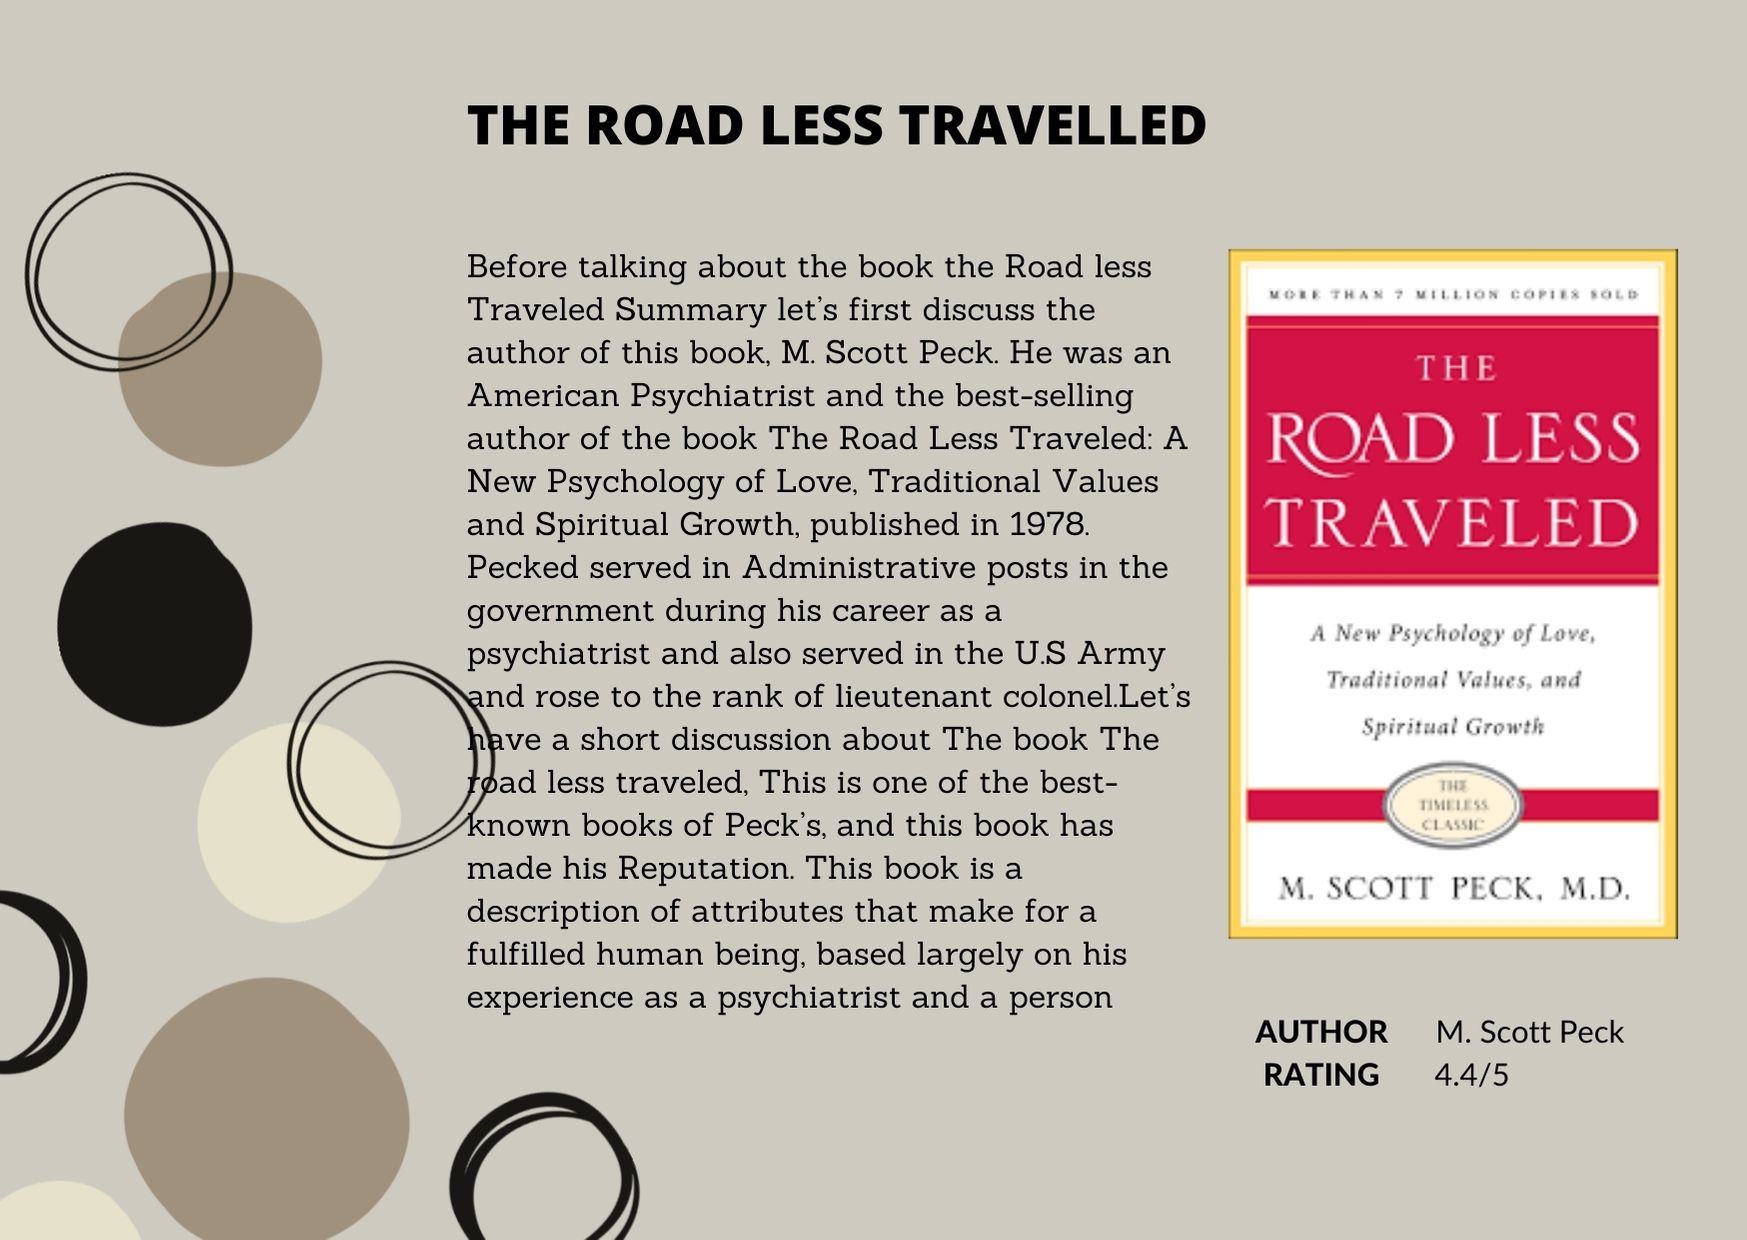 THE ROAD LESS TRAVELLED
Before talking about the book the Road less
Traveled Summary let’s first discuss the
author of this book, M. Scott Peck. He was an
American Psychiatrist and the best-selling
author of the book The Road Less Traveled: A
New Psychology of Love, Traditional Values
and Spiritual Growth, published in 1978.
Pecked served in Administrative posts in the
government during his career as a
psychiatrist and also served in the U.S Army
and rose to the rank of lieutenant colonel.Let’s
have a short discussion about The book The
road less traveled, This is one of the best-
known books of Peck’s, and this book has
made his Reputation. This book is a
description of attributes that make for a
fulfilled human being, based largely on his
experience as a psychiatrist and a person
MORE THAN 7 MILLION COPIES SOLD
THE
ROAD LESS
TRAVELED
A New Psychology of Love,
Traditional Values, and
Spiritual Growth
THE
TIMELESS
CLASSIC
M. SCOTT PECK, M.D.
AUTHOR M. Scott Peck
RATING 4.4/5